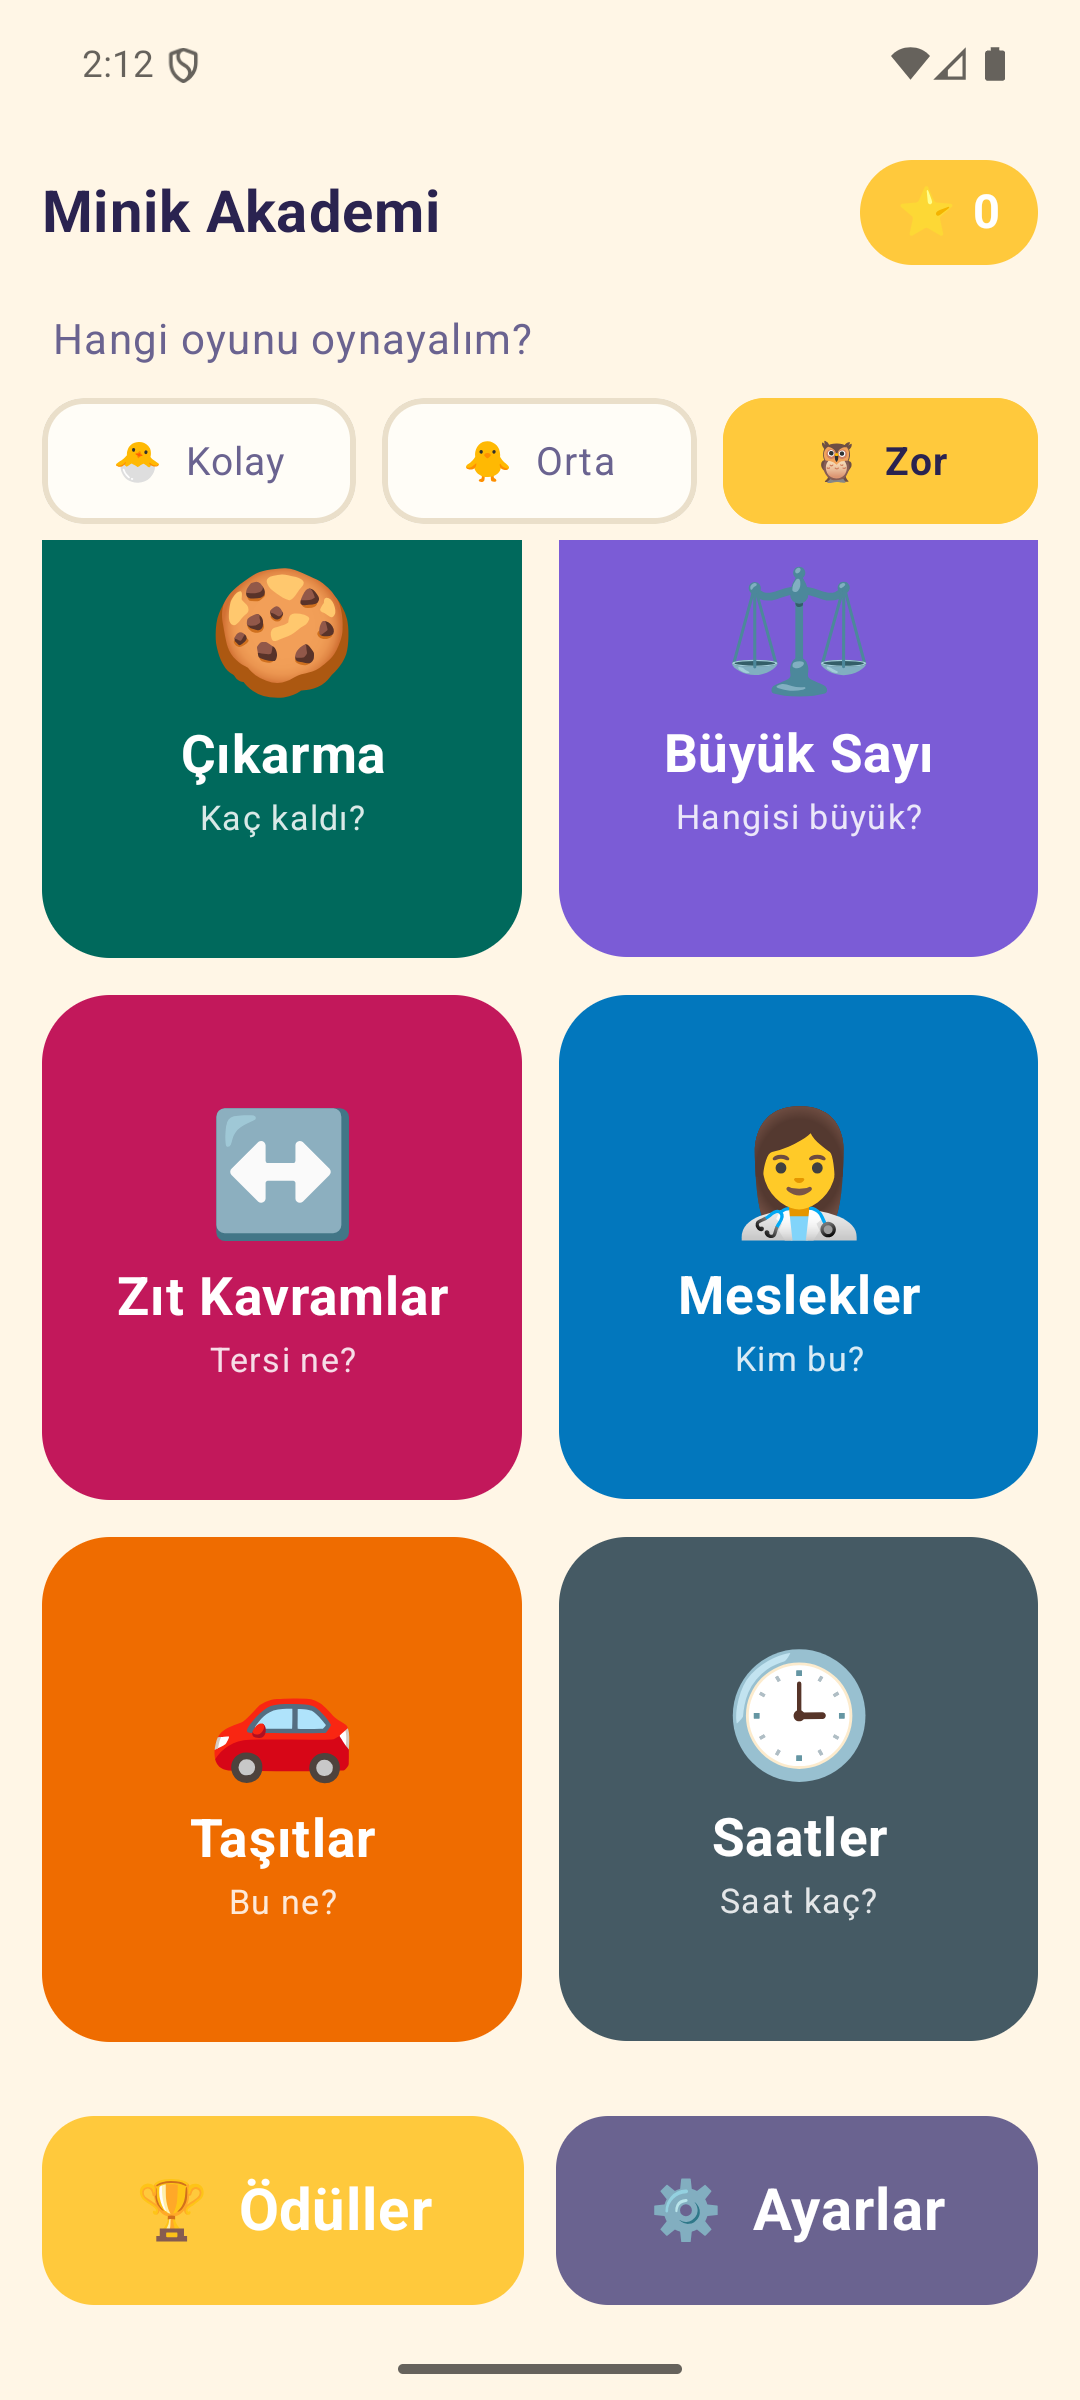 2:12
Minik Akademi
⭐ 0
Hangi oyunu oynayalım?
🐣 Kolay
🐥 Orta
🦉 Zor
Çıkarma
Kaç kaldı?
Büyük Sayı
Hangisi büyük?
Zıt Kavramlar
Tersi ne?
Meslekler
Kim bu?
Taşıtlar
Bu ne?
Saatler
Saat kaç?
🏆 Ödüller
⚙️ Ayarlar